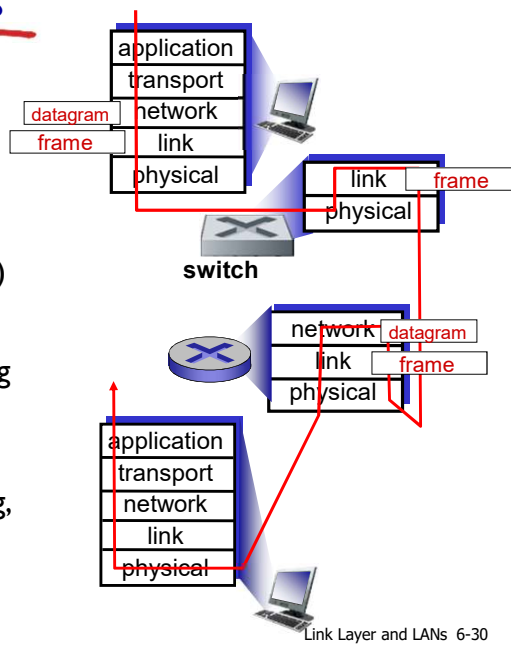 application
transport
datagram
network
frame
link
physical
link
frame
physical
switch
)
network
datagram
link
frame
g
physical
application
transport
g,
network
link
physical
Link Layer and LANs 6-30